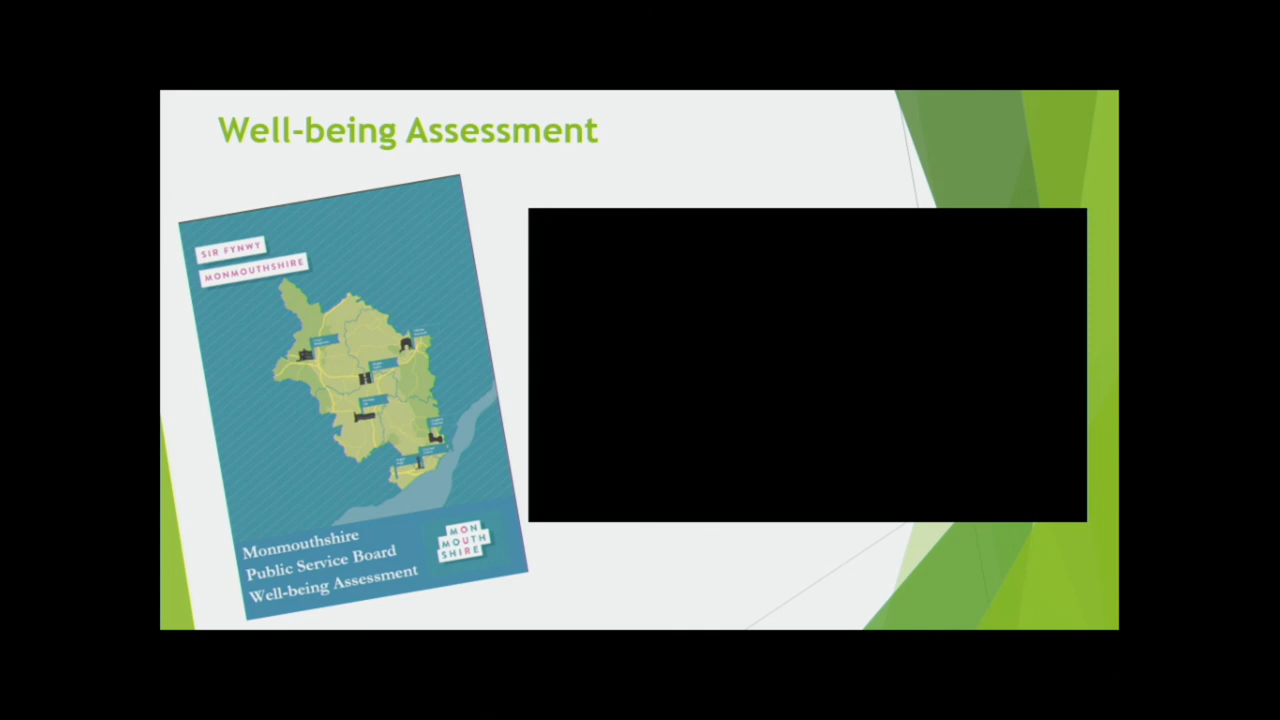 Well-being Assessment
SIR FYNWY
MONMOUTHSHIRE
Monmouthshire
Public Service Board
Well-being Assessment
MON
MOUTH
SHIRE